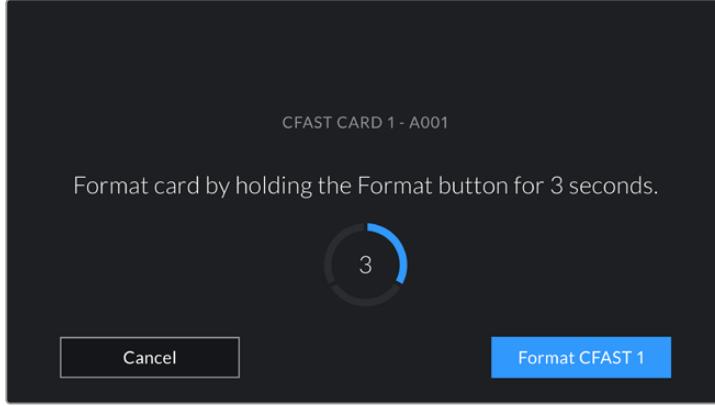 CFAST CARD 1 - A001
Format card by holding the Format button for 3 seconds.
3
Cancel
Format CFAST 1